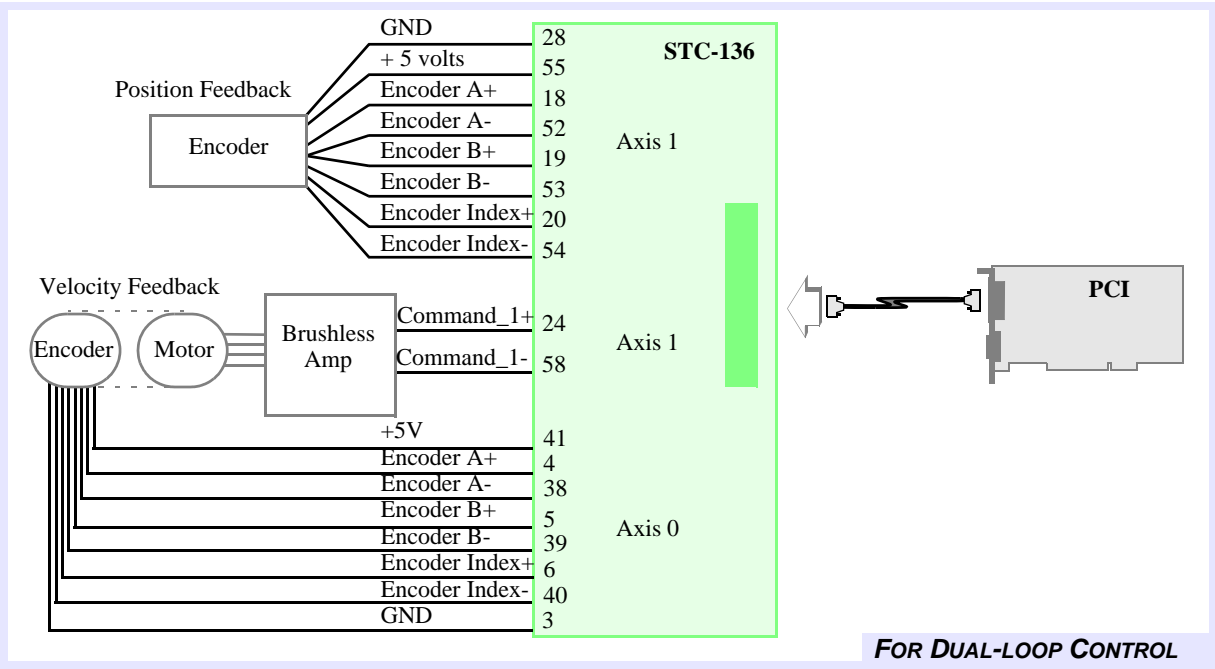 GND
28
STC-136
+ 5 volts
55
Position Feedback
Encoder A+
18
Encoder A-
52
Encoder
Axis 1
Encoder B+
19
Encoder B-
53
Encoder Index+
20
Encoder Index-
54
Velocity Feedback
PCI
Command_1+
24
Encoder
Motor
Brushless
Amp
Axis 1
Command_1-
58
+5V
41
Encoder A+
4
Encoder A-
38
Encoder B+
5
Axis 0
Encoder B-
39
Encoder Index+
6
Encoder Index-
40
GND
3
FOR DUAL-LOOP CONTROL